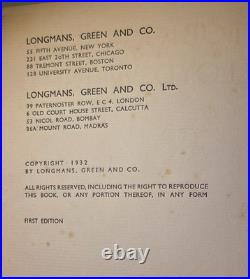 LONGMANS, GREEN AND CO.
55 FIFTH AVENUE, NEW YORK
221 EAST 20TH STREET, CHICAGO
88 TREMONT STREET, BOSTON
128 UNIVERSITY AVENUE, TORONTO
LONGMANS, GREEN AND CO. LTD.
39 PATERNOSTER ROW, E C 4, LONDON
6 OLD COURT HOUSE STREET, CALCUTTA
53 NICOL ROAD, BOMBAY
36A MOUNT ROAD, MADRAS
COPYRIGHT · 1932
BY LONGMANS, GREEN AND CO.
ALL RIGHTS RESERVED, INCLUDING THE RIGHT TO REPRODUCE
THIS BOOK, OR ANY PORTION THEREOF, IN ANY FORM
FIRST EDITION
pixycollectables.com